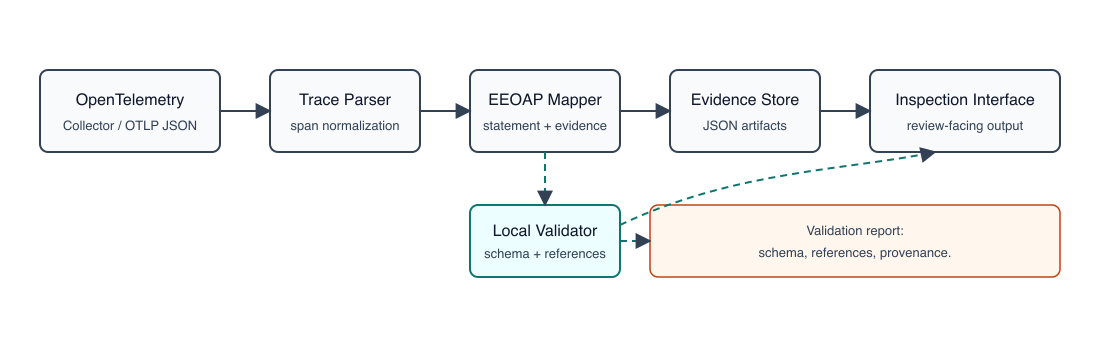 OpenTelemetry
Collector / OTLP JSON
Trace Parser
span normalization
EEOAP Mapper
statement + evidence
Evidence Store
JSON artifacts
Inspection Interface
review-facing output
Local Validator
schema + references
Validation report:
schema, references, provenance.